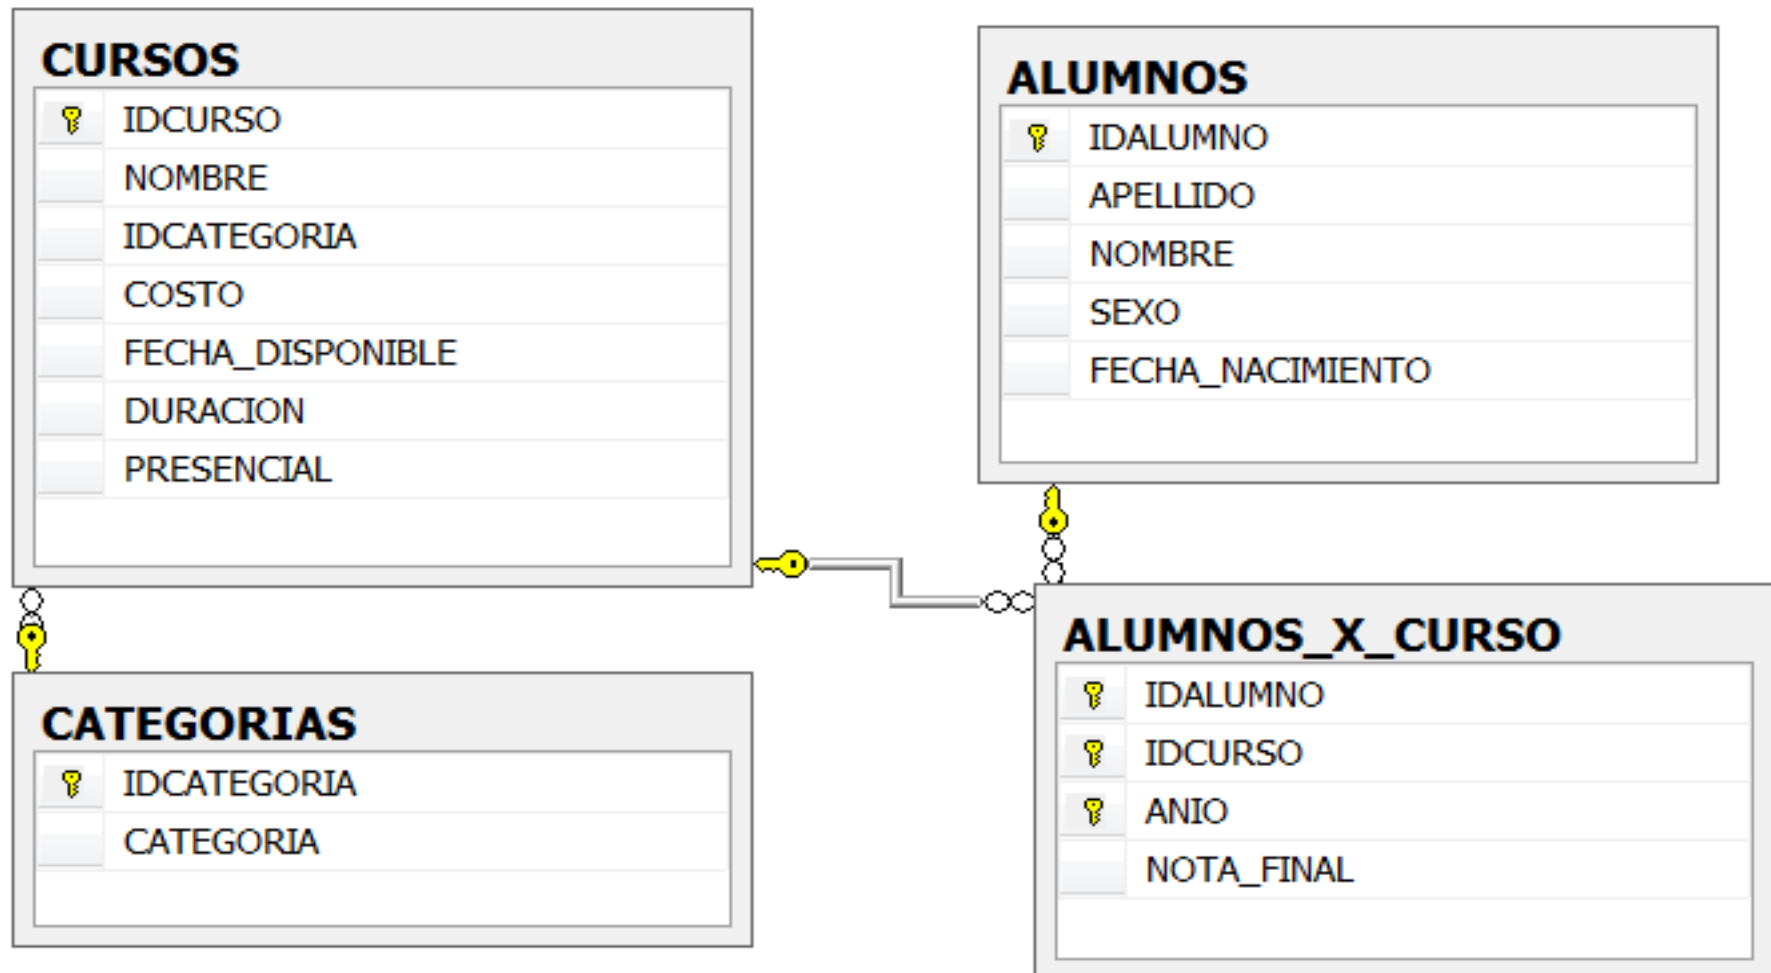 CURSOS
IDCURSO
NOMBRE
IDCATEGORIA
COSTO
FECHA_DISPONIBLE
DURACION
PRESENCIAL
ALUMNOS
IDALUMNO
APELLIDO
NOMBRE
SEXO
FECHA_NACIMIENTO
CATEGORIAS
IDCATEGORIA
CATEGORIA
ALUMNOS_X_CURSO
IDALUMNO
IDCURSO
ANIO
NOTA_FINAL